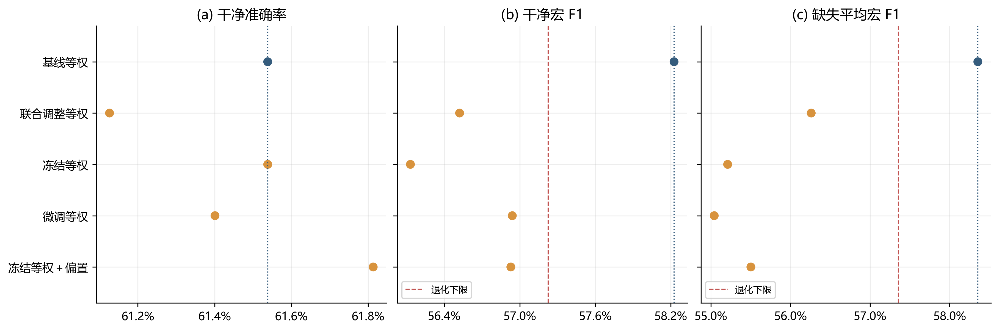 (a) 干净准确率
(b) 干净宏 F1
(c) 缺失平均宏 F1
基线等权
联合调整等权
冻结等权
微调等权
冻结等权 + 偏置
退化下限
退化下限
61.2% 61.4% 61.6% 61.8%
56.4% 57.0% 57.6% 58.2%
55.0% 56.0% 57.0% 58.0%